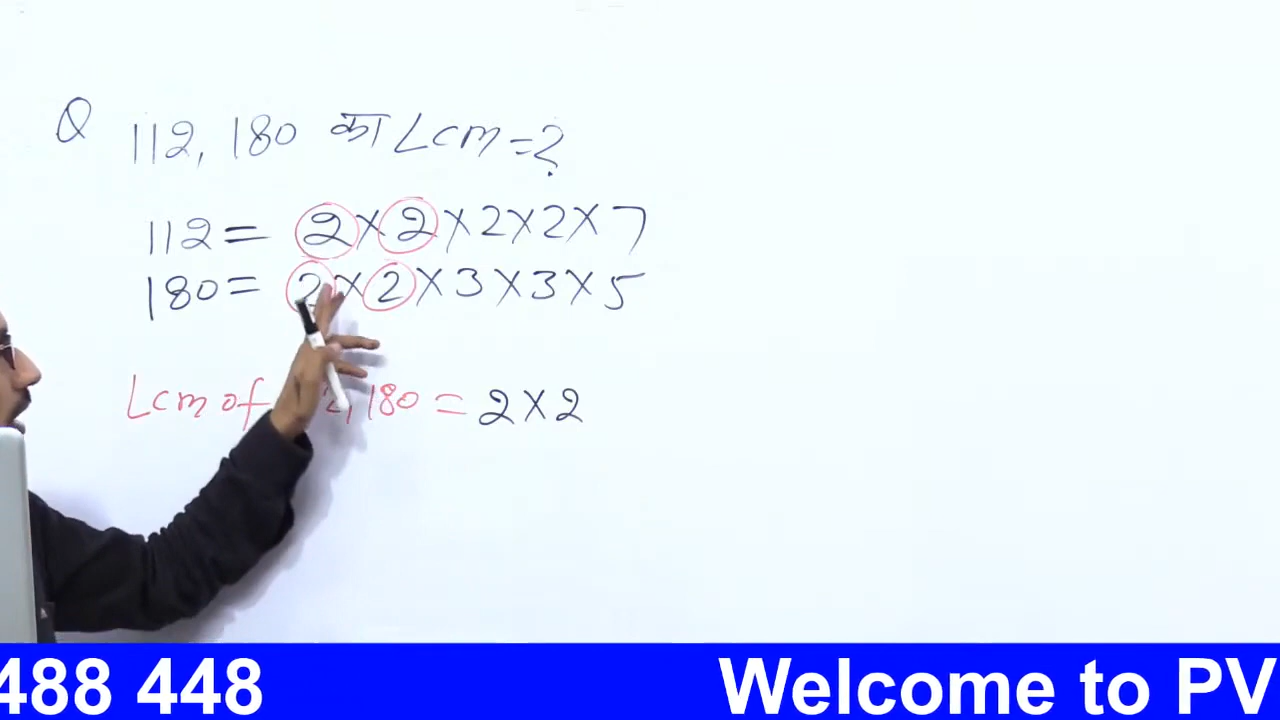 Q 112, 180 का Lcm = ?
112 = 2 × 2 × 2 × 2 × 7
180 = 2 × 2 × 3 × 3 × 5
Lcm of 2, 180 = 2 × 2
488 448 Welcome to PV